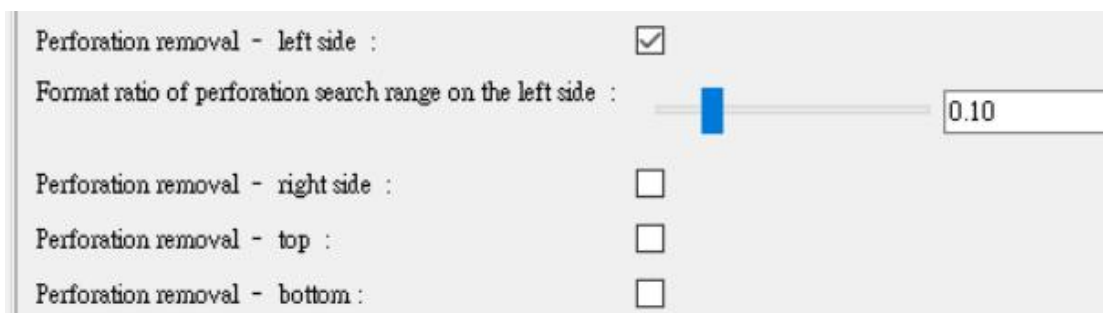 Perforation removal - left side :
Format ratio of perforation search range on the left side :
0.10
Perforation removal - right side :
Perforation removal - top :
Perforation removal - bottom :